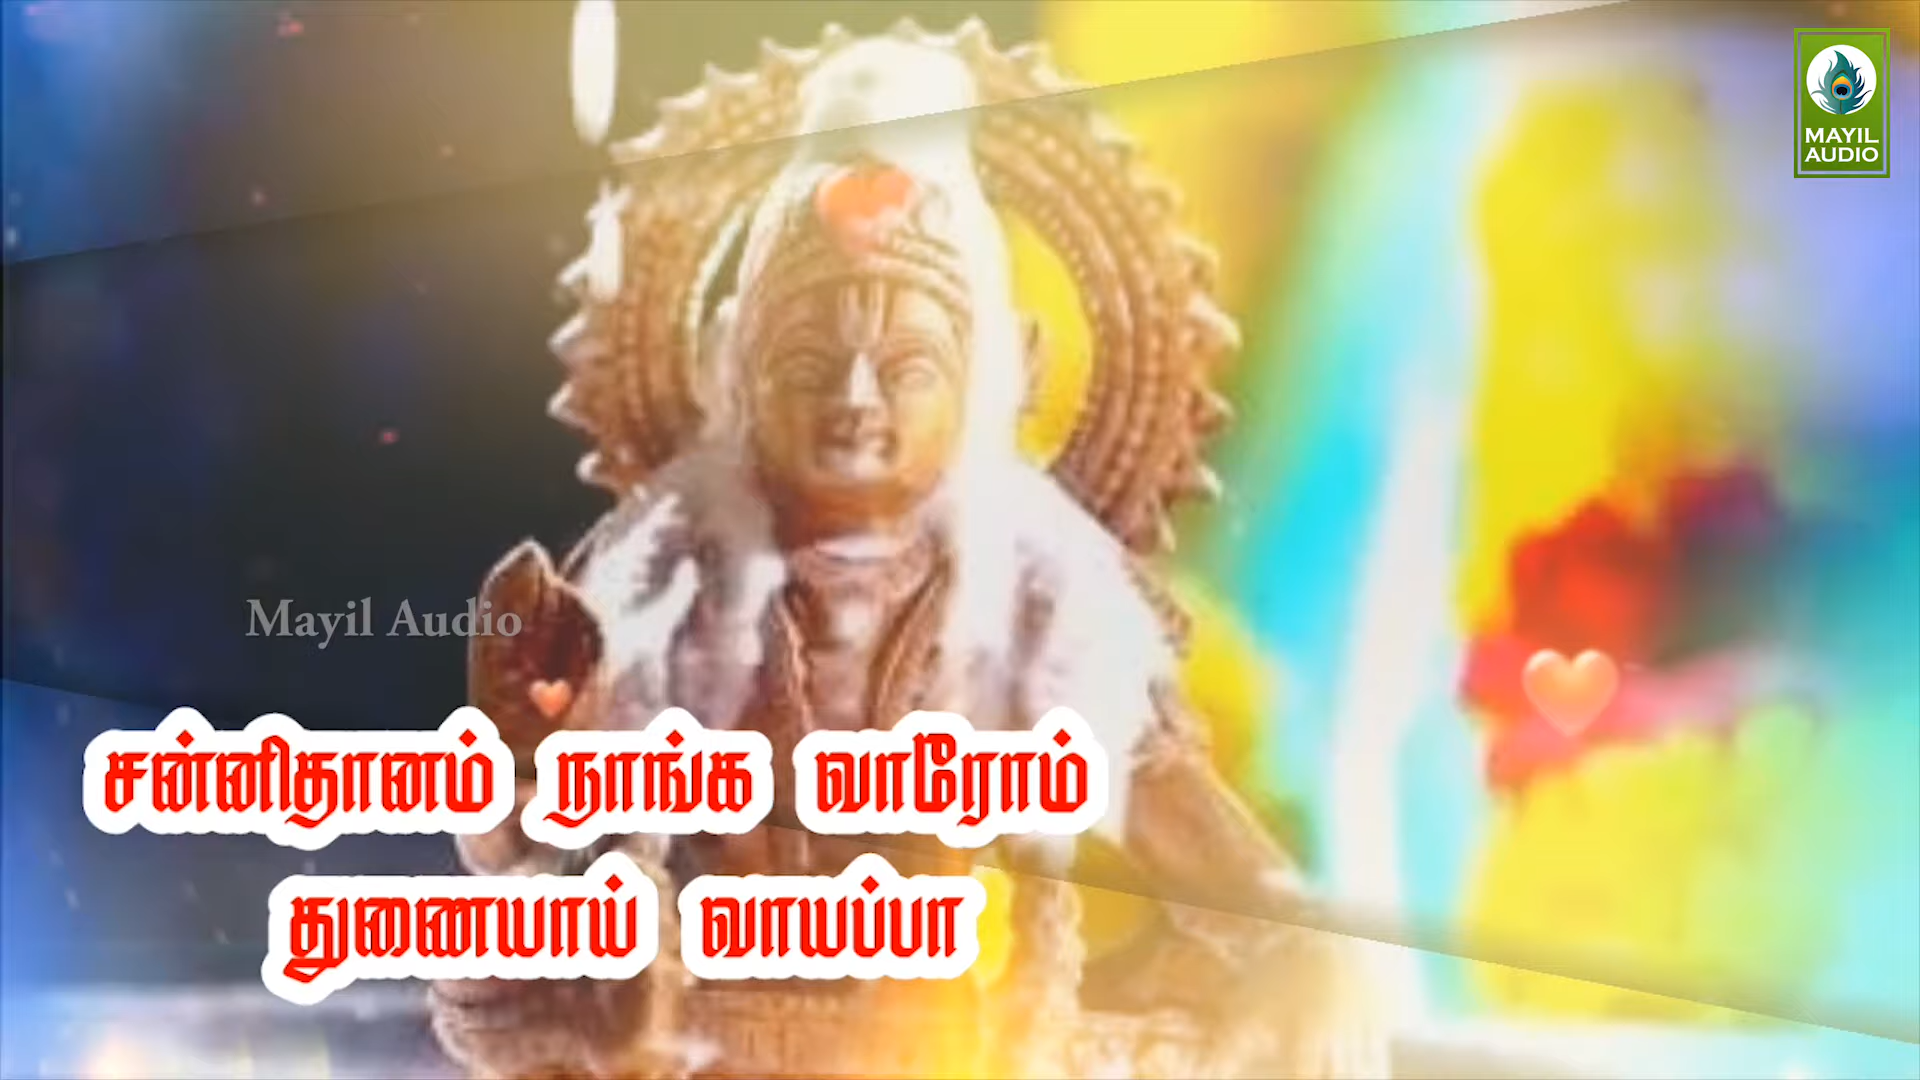 MAYIL
AUDIO
Mayil Audio
சன்னிதானம் நாங்க வாரோம்
துணையாய் வாயப்பா